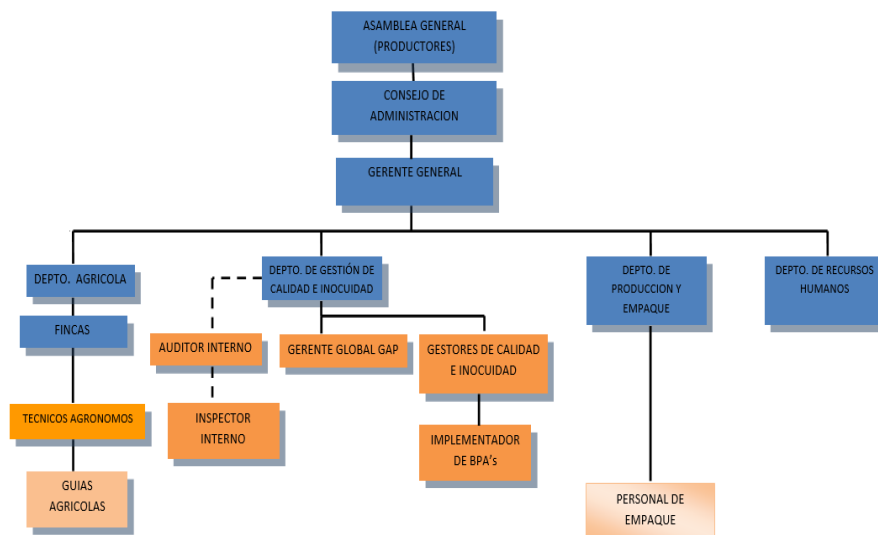 ASAMBLEA GENERAL
(PRODUCTORES)
CONSEJO DE
ADMINISTRACION
GERENTE GENERAL
DEPTO. AGRICOLA
DEPTO. DE GESTIÓN DE
CALIDAD E INOCUIDAD
DEPTO. DE
PRODUCCION Y
EMPAQUE
DEPTO. DE RECURSOS
HUMANOS
FINCAS
AUDITOR INTERNO
GERENTE GLOBAL GAP
GESTORES DE CALIDAD
E INOCUIDAD
TECNICOS AGRONOMOS
INSPECTOR
INTERNO
IMPLEMENTADOR
DE BPA's
GUIAS
AGRICOLAS
PERSONAL DE
EMPAQUE